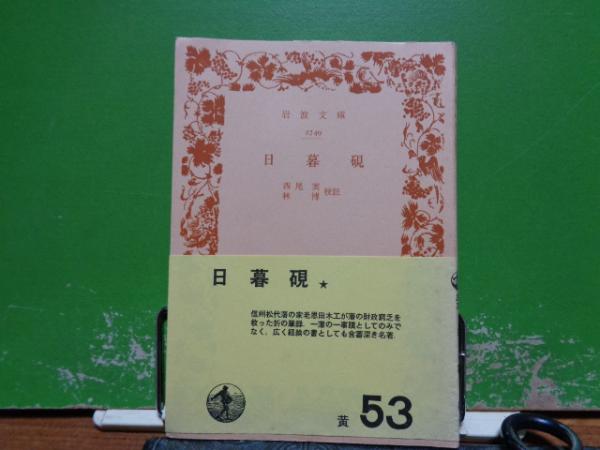 岩波文庫
2749
日暮硯
西尾実
林博 校註
日暮硯★
信州松代藩の家老恩田木工が藩の財政窮乏を
救った折の筆録．一藩の一事蹟としてのみで
なく，広く経綸の書としても含蓄深き名著．
黄 53